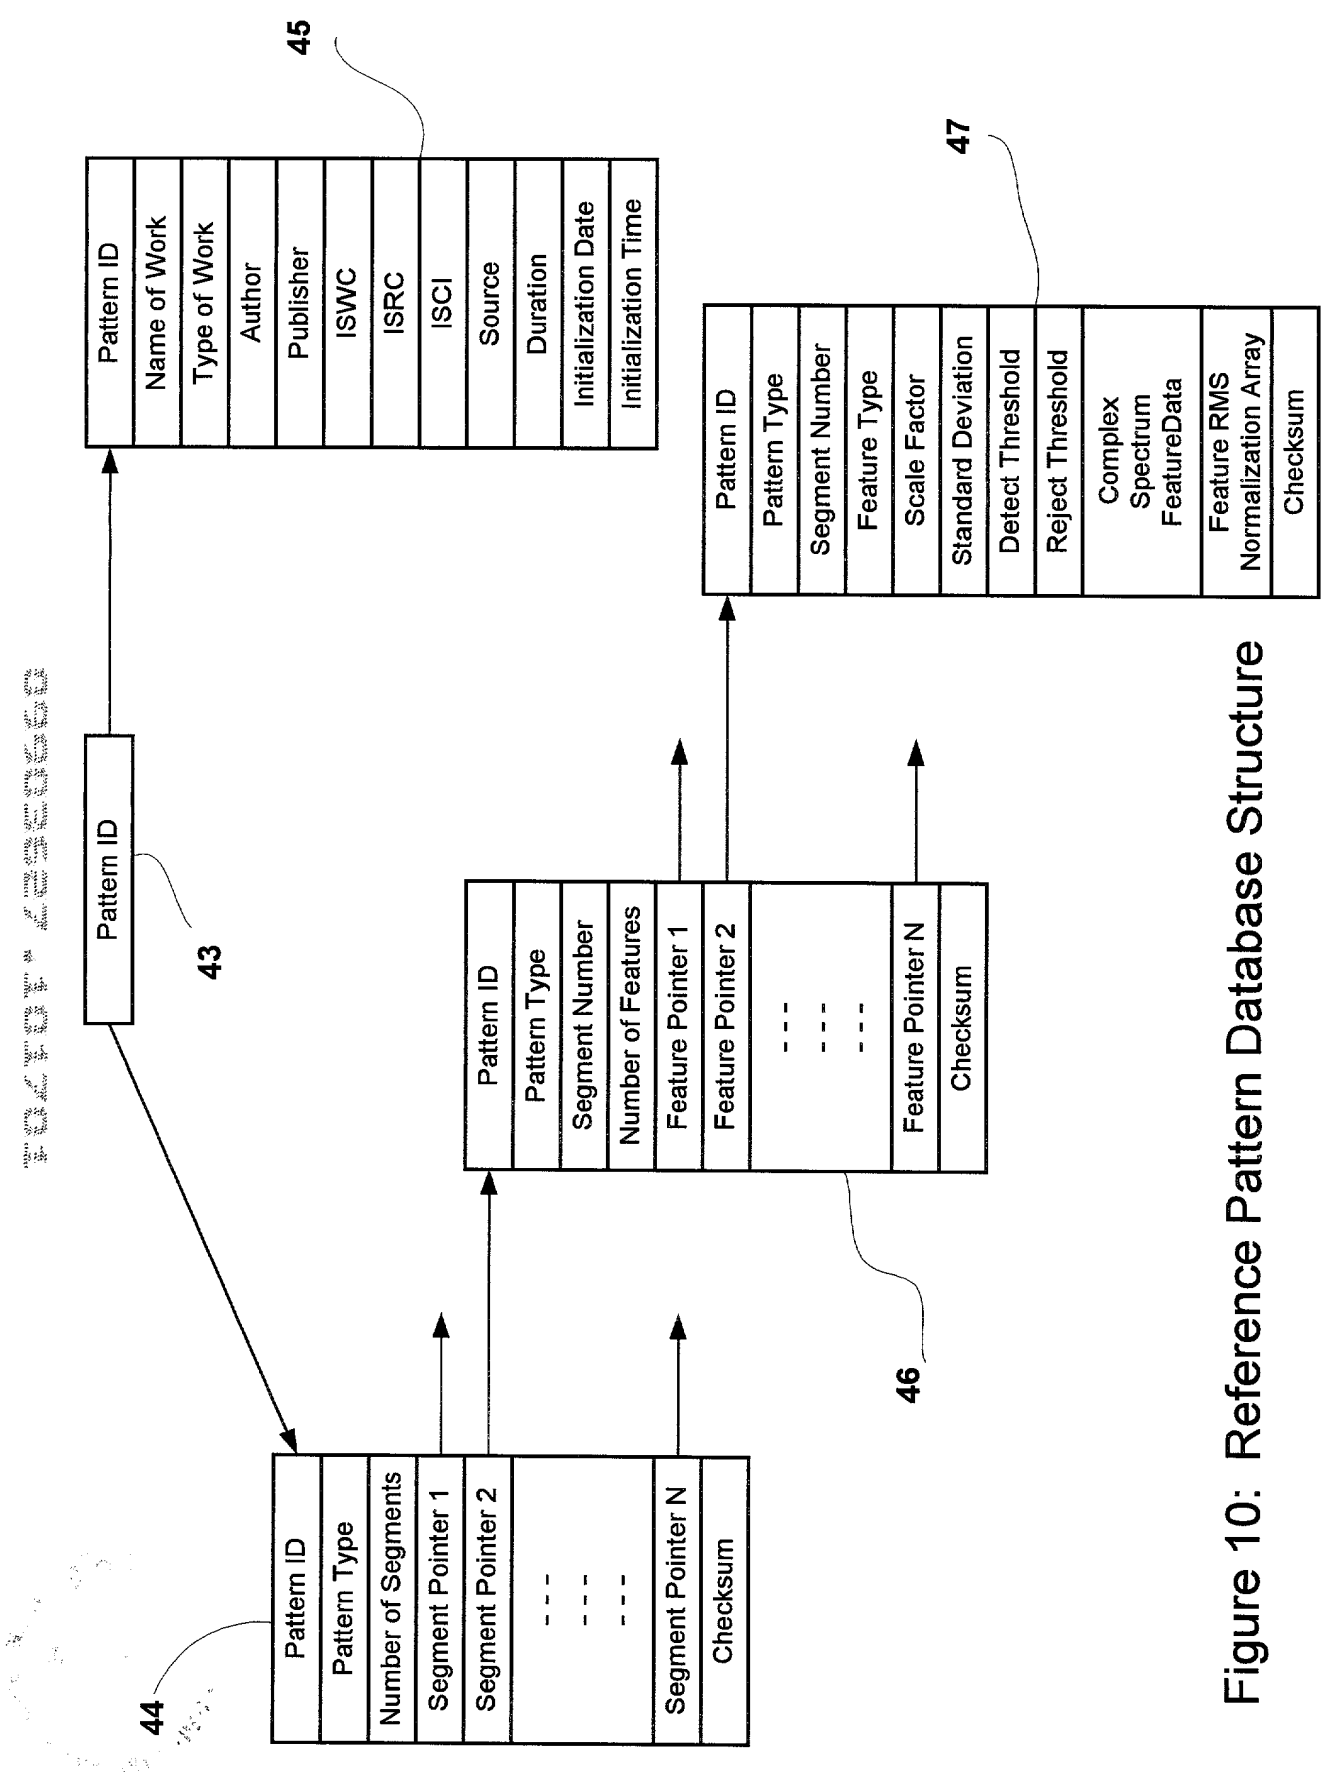 Pattern ID
43
Pattern ID
Name of Work
Type of Work
Author
Publisher
ISWC
ISRC
ISCI
Source
Duration
Initialization Date
Initialization Time
45
44
Pattern ID
Pattern Type
Number of Segments
Segment Pointer 1
Segment Pointer 2
- - -
- - -
- - -
Segment Pointer N
Checksum
Pattern ID
Pattern Type
Segment Number
Number of Features
Feature Pointer 1
Feature Pointer 2
- - -
- - -
- - -
Feature Pointer N
Checksum
46
47
Pattern ID
Pattern Type
Segment Number
Feature Type
Scale Factor
Standard Deviation
Detect Threshold
Reject Threshold
Complex
Spectrum
FeatureData
Feature RMS
Normalization Array
Checksum
Figure 10: Reference Pattern Database Structure